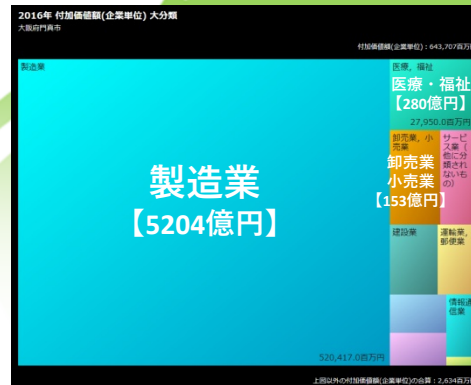 2016年 付加価値額(企業単位) 大分類
大阪府門真市
付加価値額(企業単位)：643,707百万円
製造業
製造業
【5204億円】
520,417.0百万円
医療，福祉
医療・福祉
【280億円】
27,950.0百万円
卸売業，小
売業
卸売業
小売業
【153億円】
サービ
ス業（
他に分
類され
ないも
の）
建設業
運輸業，
郵便業
情報通
信業
上図以外の付加価値額(企業単位)の合算：2,634百万円